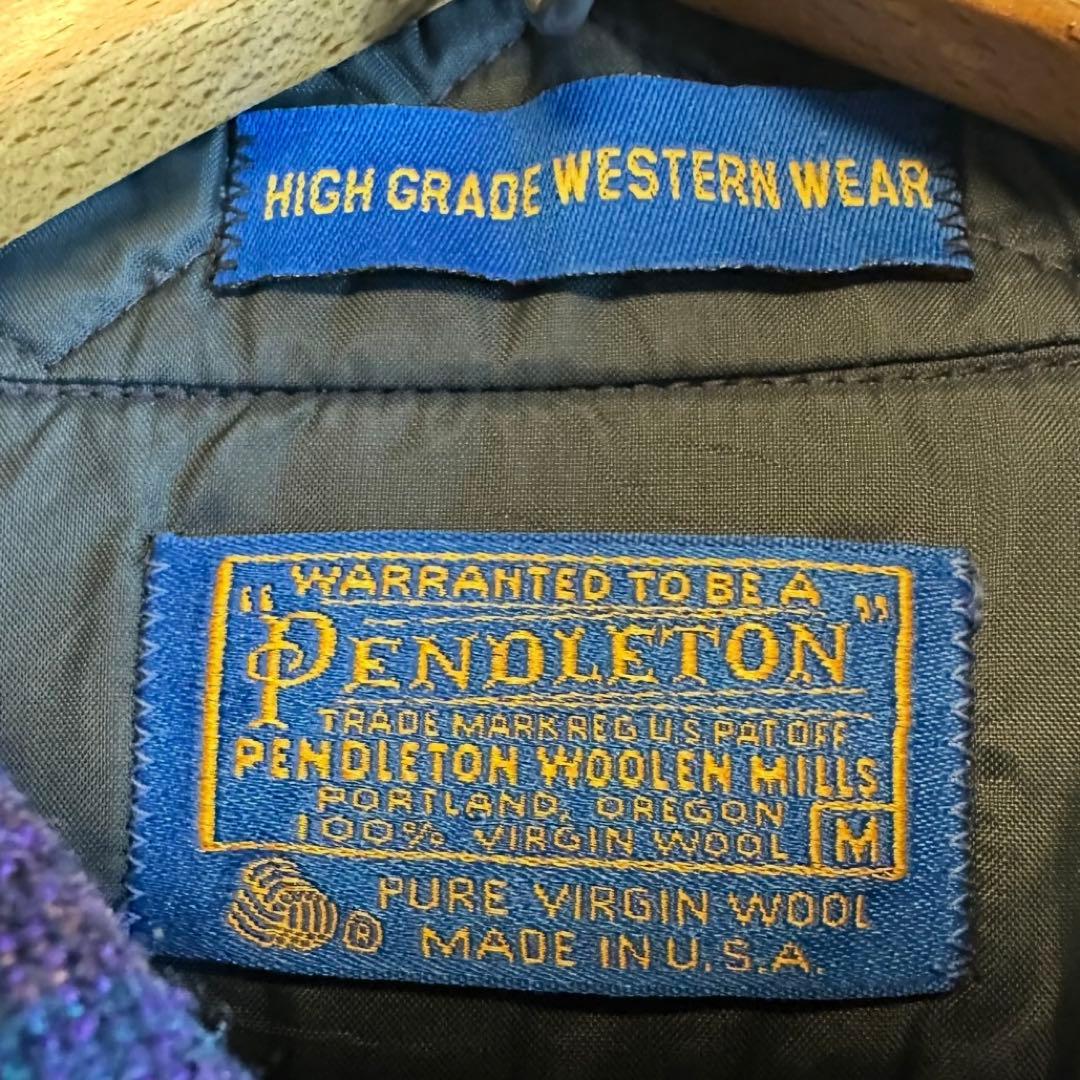 HIGH GRADE WESTERN WEAR
WARRANTED TO BE A
"PENDLETON"
TRADE MARK REG U.S. PAT. OFF.
PENDLETON WOOLEN MILLS
PORTLAND, OREGON
100% VIRGIN WOOL M
PURE VIRGIN WOOL
® MADE IN U.S.A.